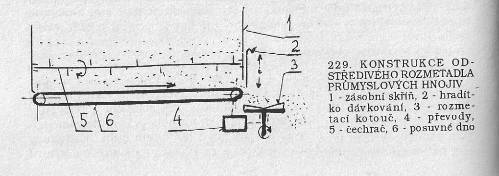 1
2
3
5
6
4
229. KONSTRUKCE OD-
STŘEDIVÉHO ROZMETADLA
PRŮMYSLOVÝCH HNOJIV
1 - zásobní skříň, 2 - hradít-
ko dávkování, 3 - rozme-
tací kotouč, 4 - převody,
5 - čechrač, 6 - posuvné dno